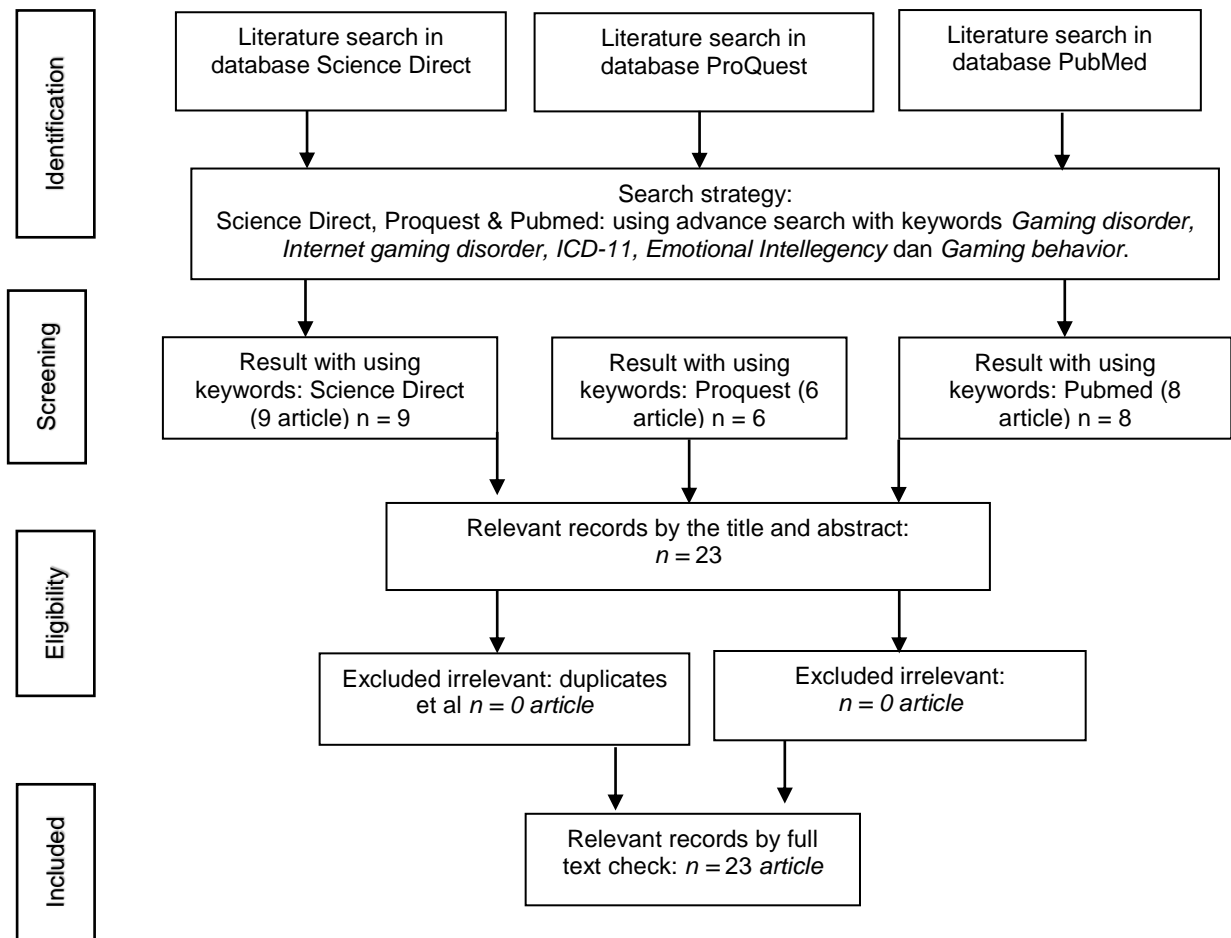 Identification
Literature search in
database Science Direct
Literature search in
database ProQuest
Literature search in
database PubMed
Search strategy:
Science Direct, Proquest & Pubmed: using advance search with keywords Gaming disorder,
Internet gaming disorder, ICD-11, Emotional Intellegency dan Gaming behavior.
Screening
Result with using
keywords: Science Direct
(9 article) n = 9
Result with using
keywords: Proquest (6
article) n = 6
Result with using
keywords: Pubmed (8
article) n = 8
Eligibility
Relevant records by the title and abstract:
n = 23
Excluded irrelevant: duplicates
et al n = 0 article
Excluded irrelevant:
n = 0 article
Included
Relevant records by full
text check: n = 23 article